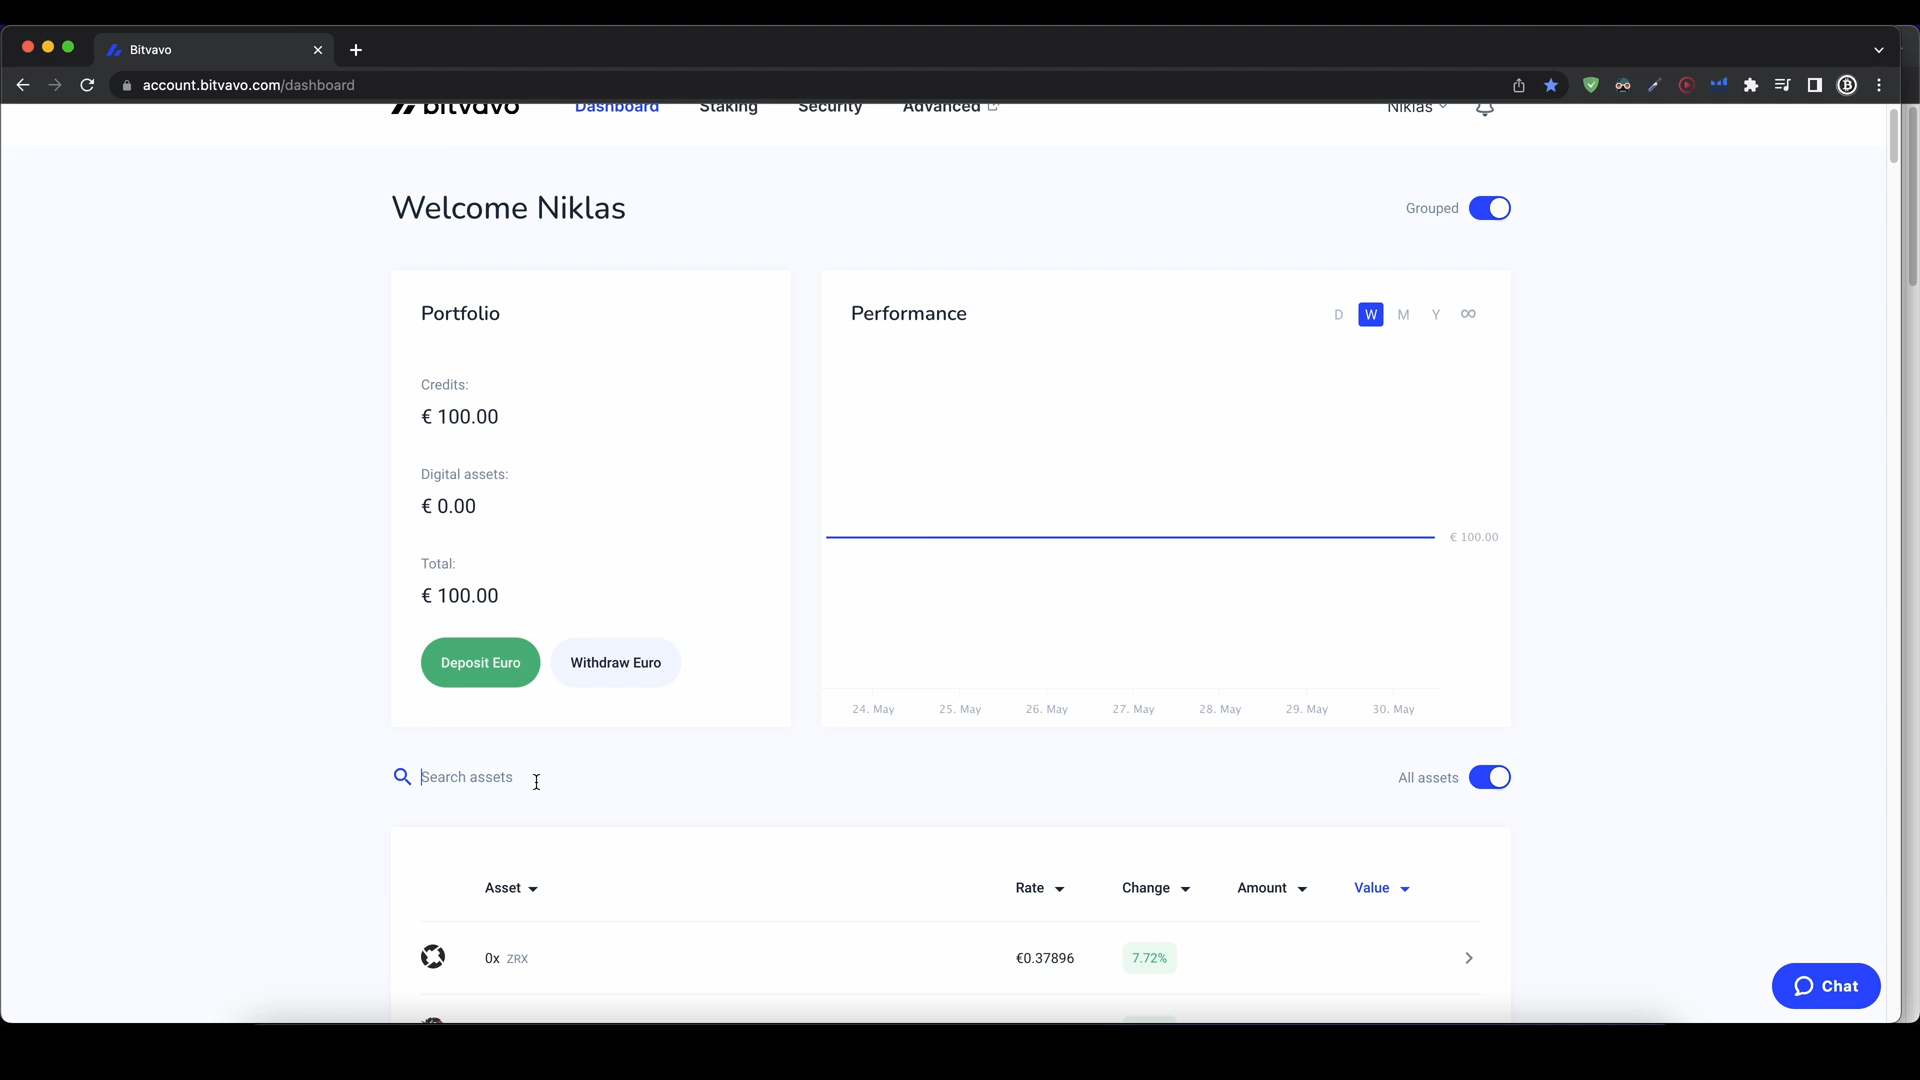 Bitvavo
account.bitvavo.com/dashboard
bitvavo Dashboard Staking Security Advanced Niklas
Welcome Niklas
Grouped
Portfolio
Performance
D W M Y ∞
Credits:
€ 100.00
Digital assets:
€ 0.00
€ 100.00
Total:
€ 100.00
Deposit Euro Withdraw Euro
24. May 25. May 26. May 27. May 28. May 29. May 30. May
Search assets
All assets
Asset Rate Change Amount Value
0x ZRX €0.37896 7.72%
Chat